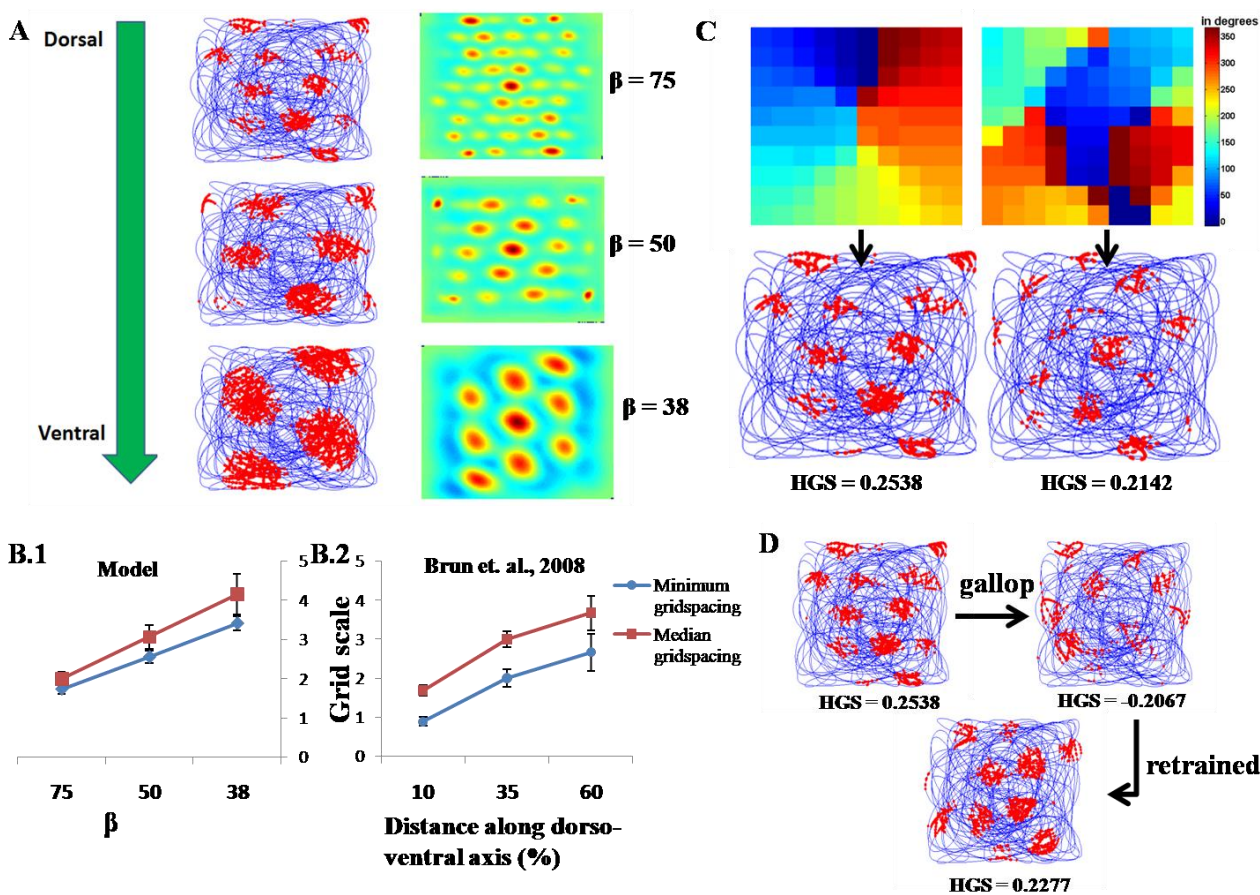 A
Dorsal
Ventral
β = 75
β = 50
β = 38
C
in degrees
350
300
250
200
150
100
50
0
HGS = 0.2538
HGS = 0.2142
B.1
Model
5
4
3
2
1
0
75
50
38
β
B.2
Brun et. al., 2008
Grid scale
5
4
3
2
1
0
10
35
60
Distance along dorso-
ventral axis (%)
Minimum
gridspacing
Median
gridspacing
D
gallop
HGS = 0.2538
HGS = -0.2067
retrained
HGS = 0.2277